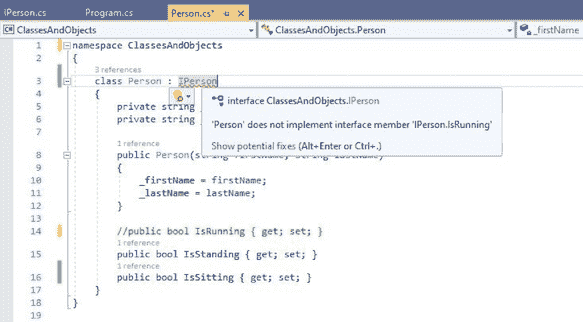 IPerson.cs Program.cs Person.cs*
ClassesAndObjects ClassesAndObjects.Person _firstName
1 namespace ClassesAndObjects
2 {
3 references
3 class Person : IPerson
4 {
5 private string
6 private string
7
1 reference
8 public Person(string firstName, string lastName)
9 {
10 _firstName = firstName;
11 _lastName = lastName;
12 }
13
14 //public bool IsRunning { get; set; }
1 reference
15 public bool IsStanding { get; set; }
1 reference
16 public bool IsSitting { get; set; }
17 }
18 }
19
interface ClassesAndObjects.IPerson
'Person' does not implement interface member 'IPerson.IsRunning'
Show potential fixes (Alt+Enter or Ctrl+.)